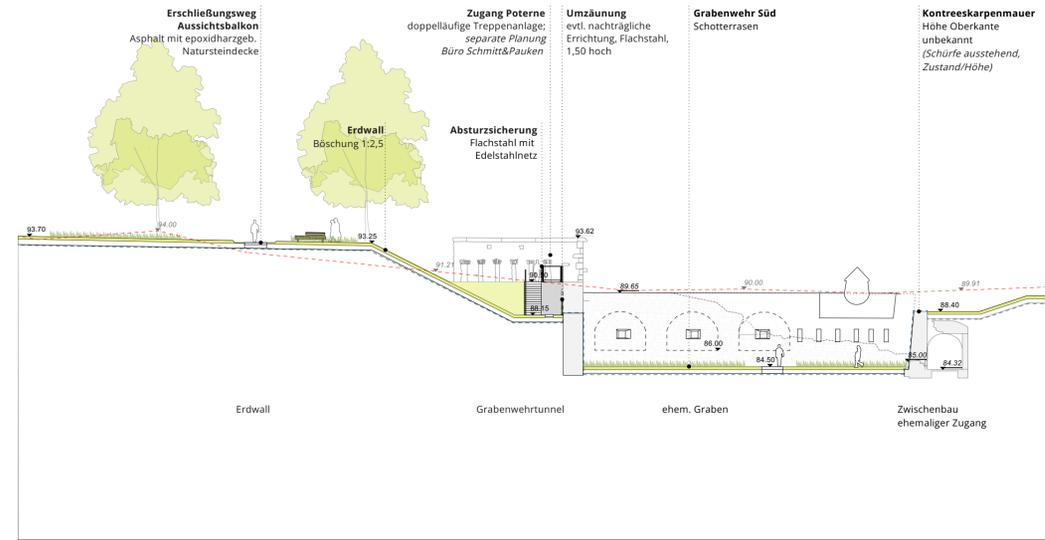 Erschließungsweg
Aussichtsbalkon
Asphalt mit epoxidharzgeb.
Natursteindecke
Zugang Poterne
doppelläufige Treppenanlage;
separate Planung
Büro Schmitt&Pauken
Umzäunung
evtl. nachträgliche
Errichtung, Flachstahl,
1,50 hoch
Grabenwehr Süd
Schotterrasen
Kontreeskarpenmauer
Höhe Oberkante
unbekannt
(Schürfe ausstehend,
Zustand/Höhe)
Erdwall
Böschung 1:2,5
Absturzsicherung
Flachstahl mit
Edelstahlnetz
93.70
94.00
93.25
93.62
91.21
90.50
89.65
90.00
89.91
88.15
88.40
86.00
84.50
85.00
84.32
Erdwall
Grabenwehrtunnel
ehem. Graben
Zwischenbau
ehemaliger Zugang